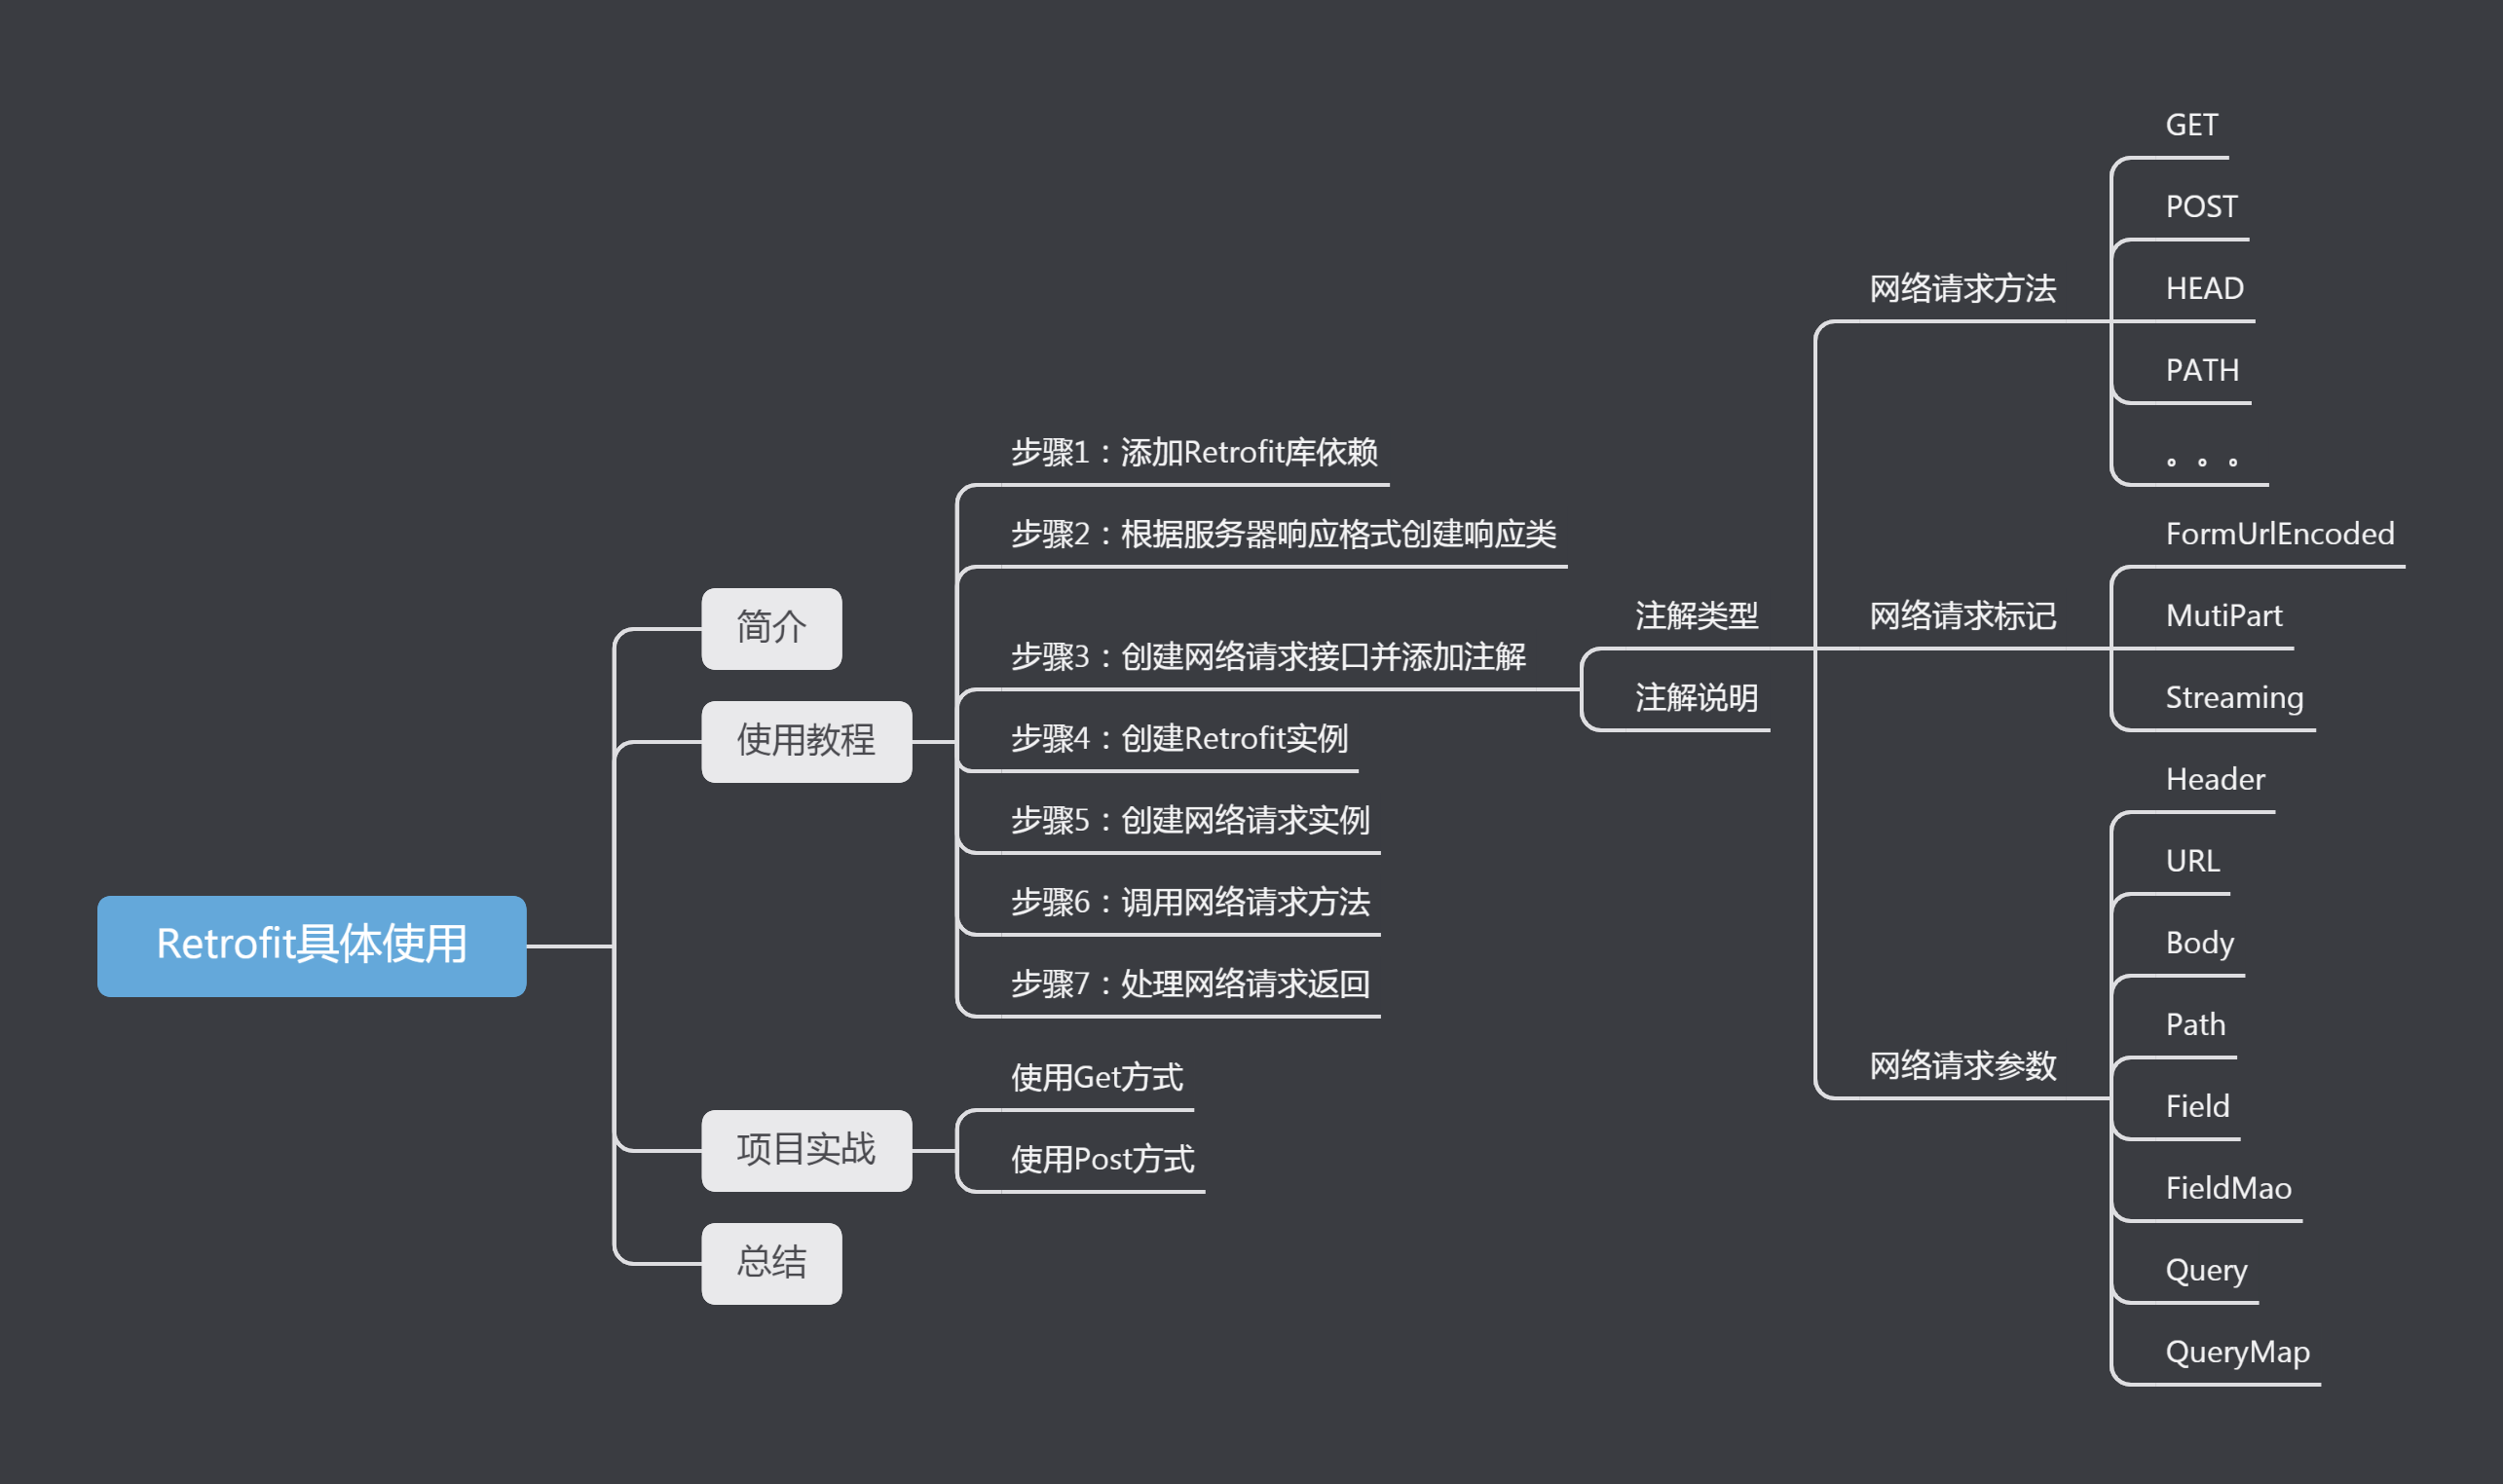 Retrofit具体使用
简介
使用教程
步骤1：添加Retrofit库依赖
步骤2：根据服务器响应格式创建响应类
步骤3：创建网络请求接口并添加注解
注解类型
网络请求方法
GET
POST
HEAD
PATH
。。。
网络请求标记
FormUrlEncoded
MutiPart
Streaming
网络请求参数
Header
URL
Body
Path
Field
FieldMao
Query
QueryMap
注解说明
步骤4：创建Retrofit实例
步骤5：创建网络请求实例
步骤6：调用网络请求方法
步骤7：处理网络请求返回
项目实战
使用Get方式
使用Post方式
总结